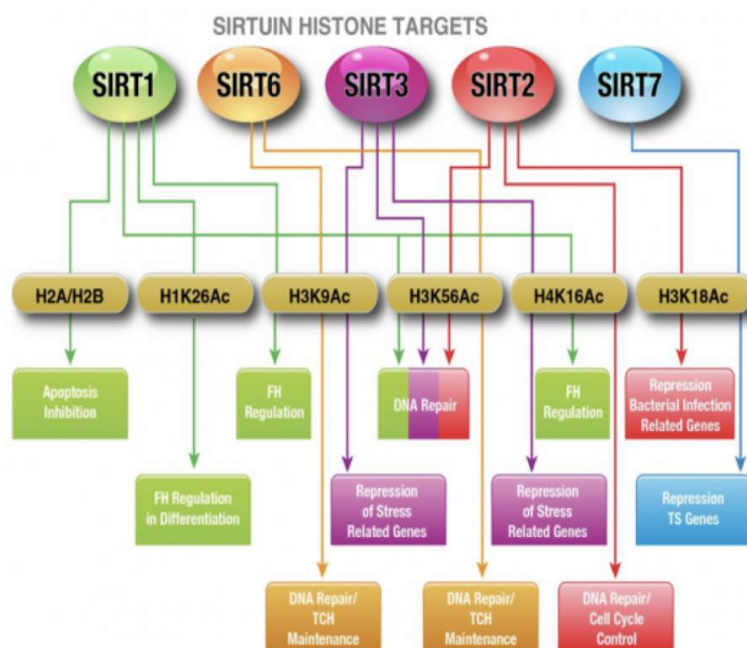 SIRTUIN HISTONE TARGETS
SIRT1
SIRT6
SIRT3
SIRT2
SIRT7
H2A/H2B
H1K26Ac
H3K9Ac
H3K56Ac
H4K16Ac
H3K18Ac
Apoptosis
Inhibition
FH
Regulation
DNA Repair
FH
Regulation
Repression
Bacterial Infection
Related Genes
FH Regulation
in Differentiation
Repression
of Stress
Related Genes
Repression
of Stress
Related Genes
Repression
TS Genes
DNA Repair/
TCH
Maintenance
DNA Repair/
TCH
Maintenance
DNA Repair/
Cell Cycle
Control